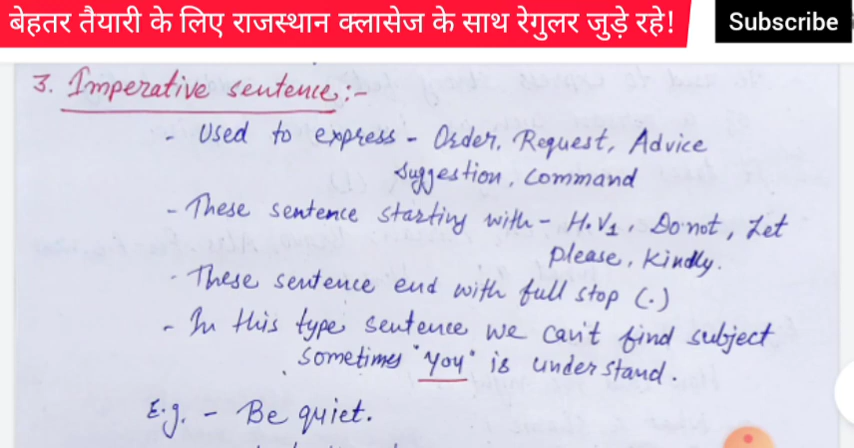 बेहतर तैयारी के लिए राजस्थान क्लासेज के साथ रेगुलर जुड़े रहे!
Subscribe
3. Imperative sentence:-
- Used to express - Order, Request, Advice
Suggestion, Command
- These sentence starting with - H.V1, Do not, Let
Please, Kindly.
- These sentence end with full stop (.)
- In this type sentence we can't find subject
sometimes "you" is understand.
E.g. - Be quiet.